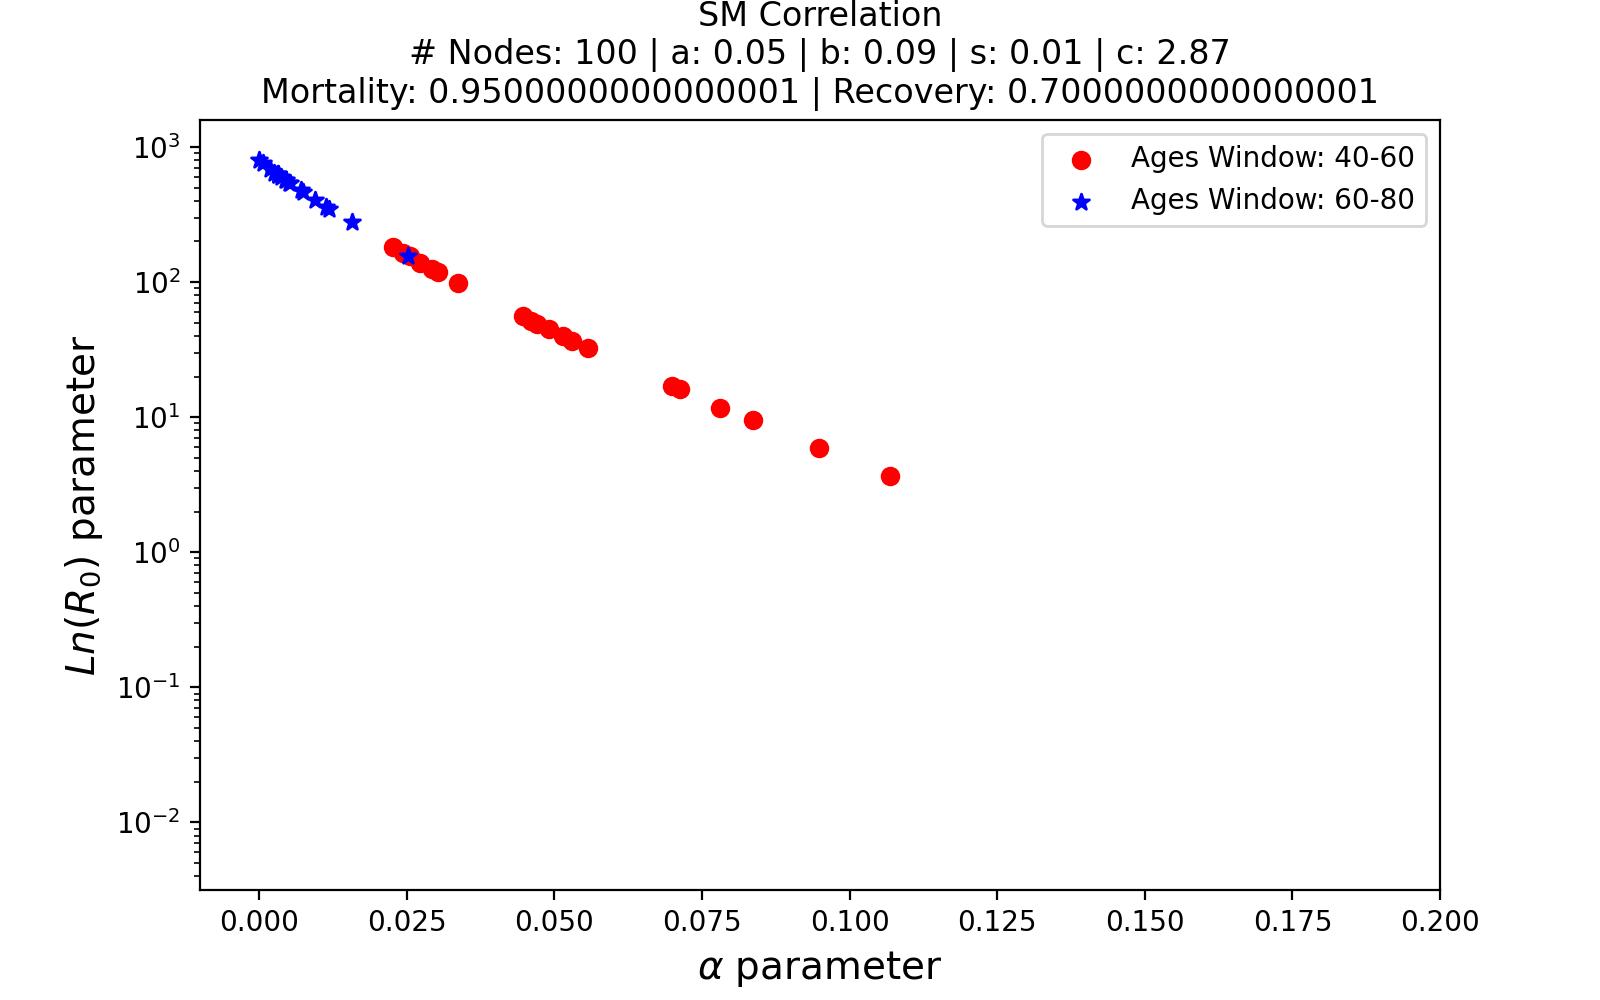 SM Correlation
# Nodes: 100 | a: 0.05 | b: 0.09 | s: 0.01 | c: 2.87
Mortality: 0.9500000000000001 | Recovery: 0.7000000000000001
Ages Window: 40-60
Ages Window: 60-80
Ln(R₀) parameter
10³
10²
10¹
10⁰
10⁻¹
10⁻²
0.000 0.025 0.050 0.075 0.100 0.125 0.150 0.175 0.200
α parameter